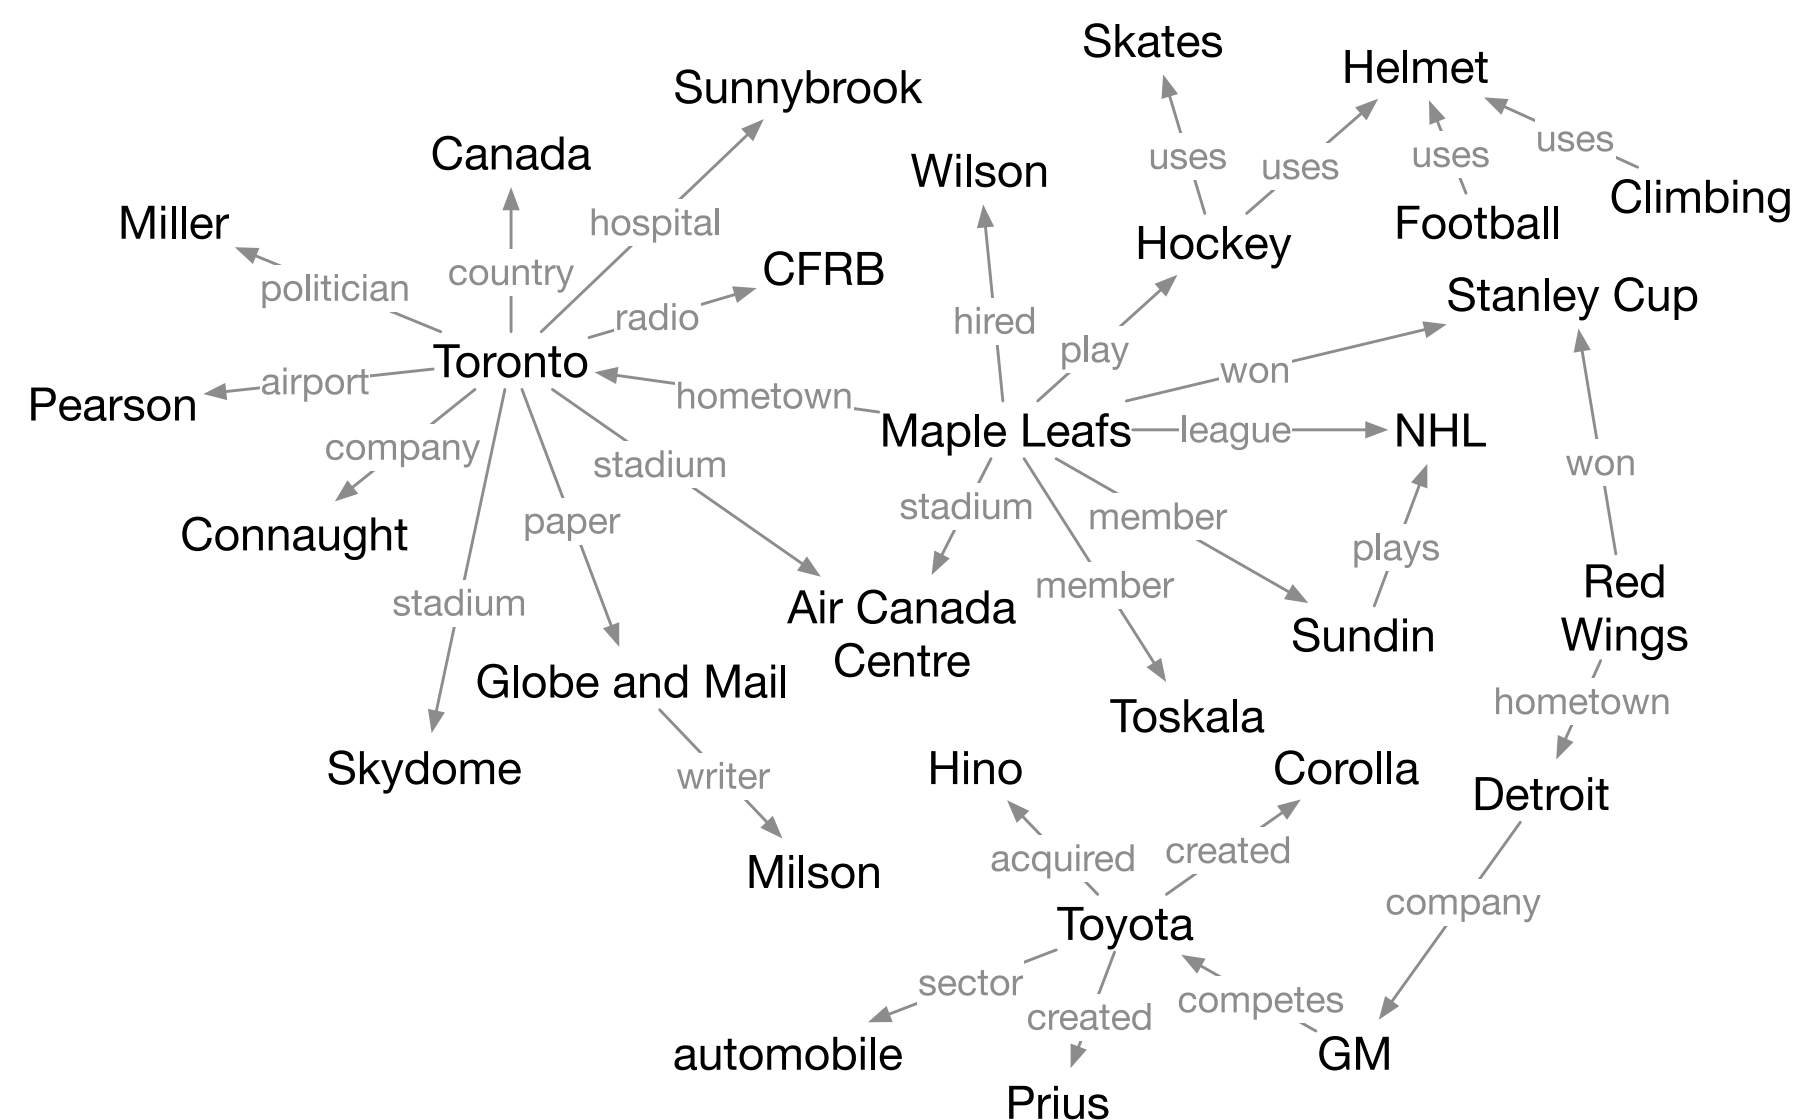 Skates
Helmet
Sunnybrook
uses
Canada
uses
uses
uses
Wilson
Climbing
Miller
hospital
Football
Hockey
CFRB
country
politician
Stanley Cup
radio
hired
play
Toronto
won
airport
hometown
Pearson
Maple Leafs
league
NHL
company
stadium
won
stadium
member
paper
Connaught
plays
Red
Wings
member
stadium
Air Canada
Centre
Sundin
Globe and Mail
hometown
Toskala
Skydome
writer
Hino
Corolla
Detroit
acquired
created
Milson
company
Toyota
sector
competes
created
automobile
GM
Prius